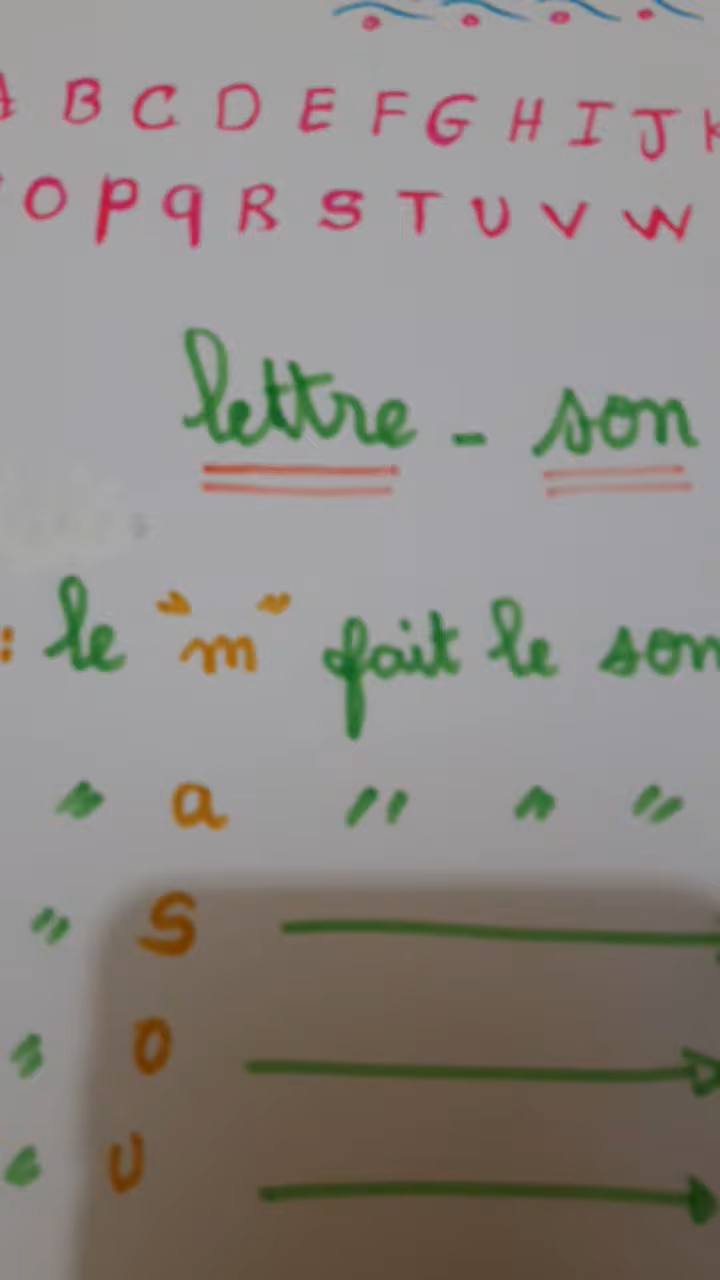 A B C D E F G H I J K
O P q R S T U V W
lettre - son
: le "m" fait le son
" a " " "
" S
" O
" U